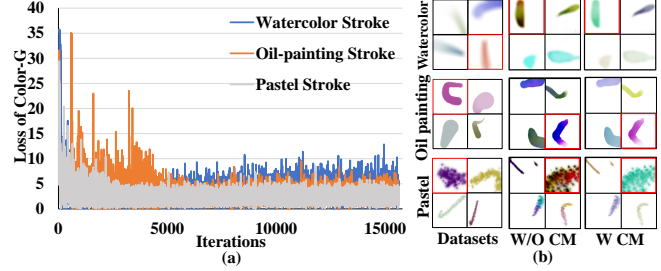 40
35
30
25
20
15
10
5
0
Loss of Color-G
Watercolor Stroke
Oil-painting Stroke
Pastel Stroke
0
5000
10000
15000
Iterations
(a)
Watercolor
Oil painting
Pastel
Datasets
W/O CM
W CM
(b)